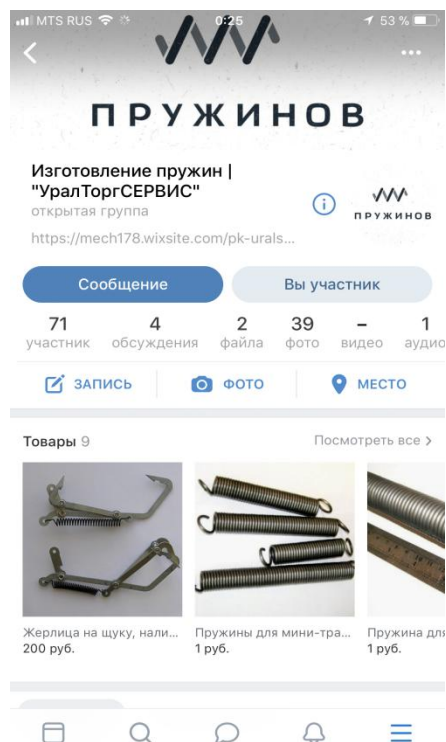 MTS RUS 0:25 53 %
ПРУЖИНОВ
Изготовление пружин |
"УралТоргСЕРВИС"
открытая группа
https://mech178.wixsite.com/pk-urals...
ПРУЖИНОВ
Сообщение Вы участник
71 4 2 39 – 1
участник обсуждения файла фото видео аудио
ЗАПИСЬ ФОТО МЕСТО
Товары 9 Посмотреть все >
Жерлица на щуку, нали... Пружины для мини-тра... Пружина для
200 руб. 1 руб. 1 руб.